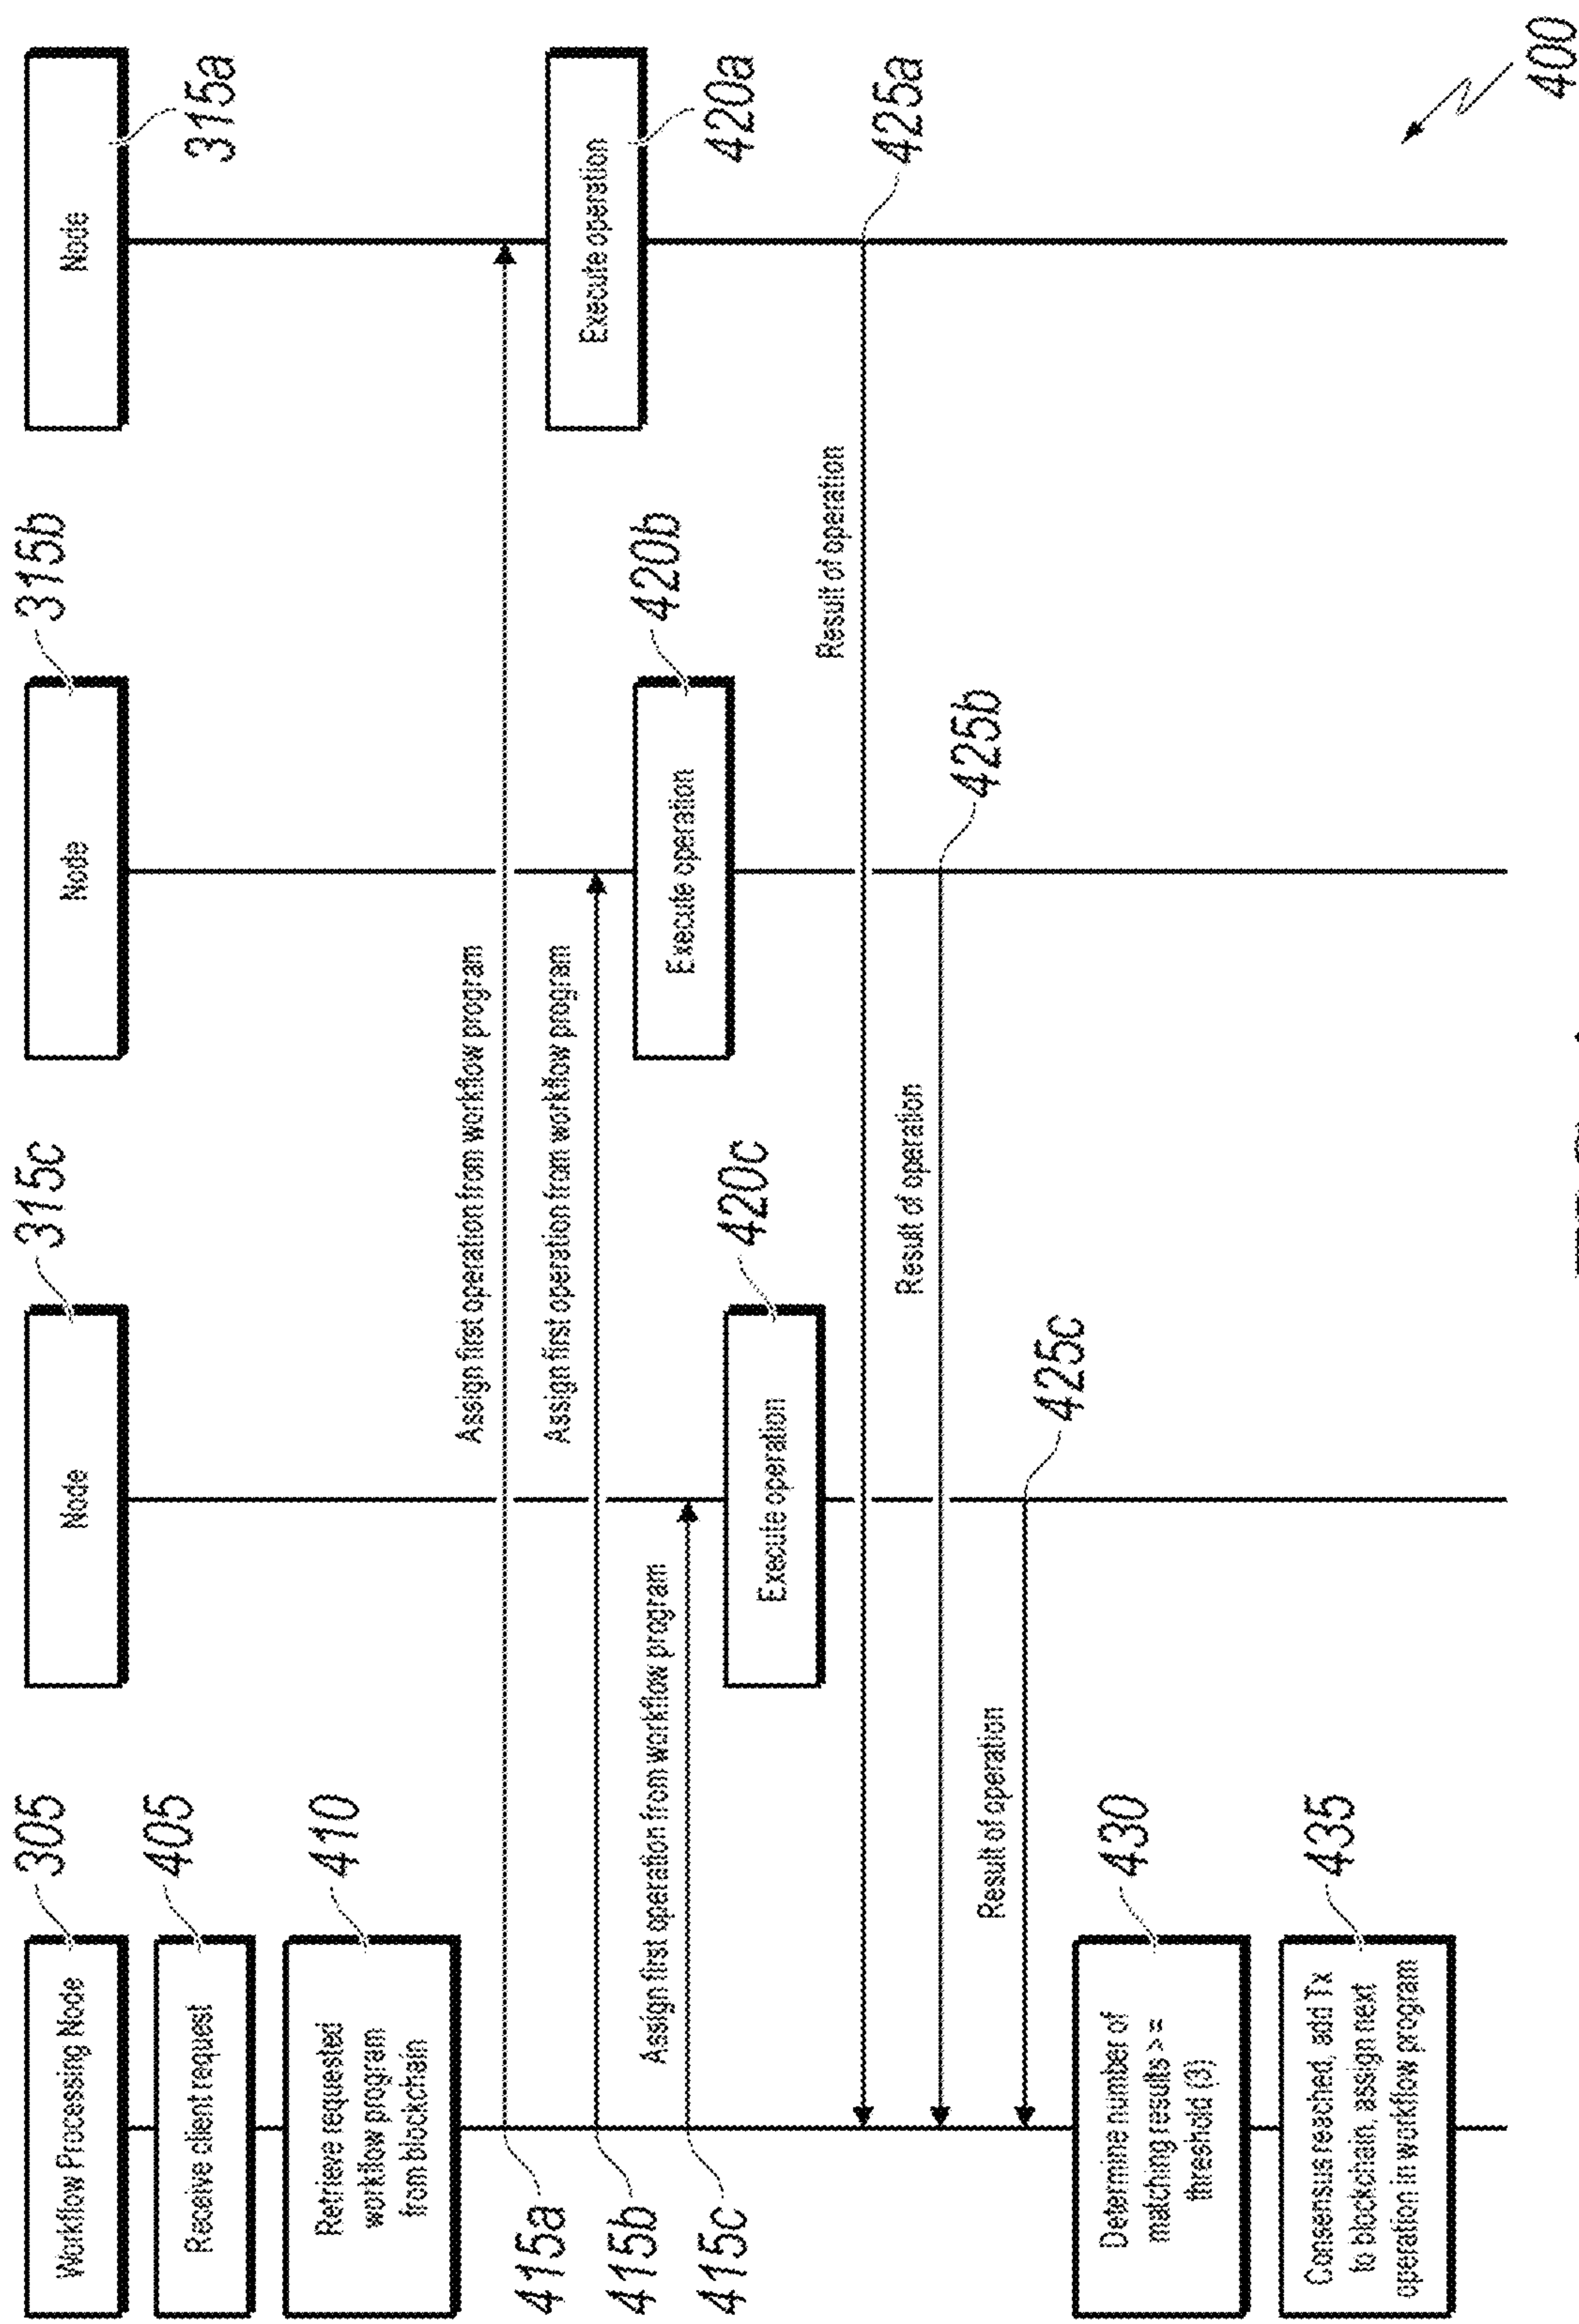 Workflow Processing Node
305
Node
315c
Node
315b
Node
315a
Receive client request
405
Retrieve requested
workflow program
from blockchain
410
Assign first operation from workflow program
415a
Execute operation
420a
Assign first operation from workflow program
415b
Execute operation
420b
Assign first operation from workflow program
415c
Execute operation
420c
Result of operation
425a
Result of operation
425b
Result of operation
425c
Determine number of
matching results >=
threshold (3)
430
Consensus reached, add Tx
to blockchain, assign next
operation in workflow program
435
400